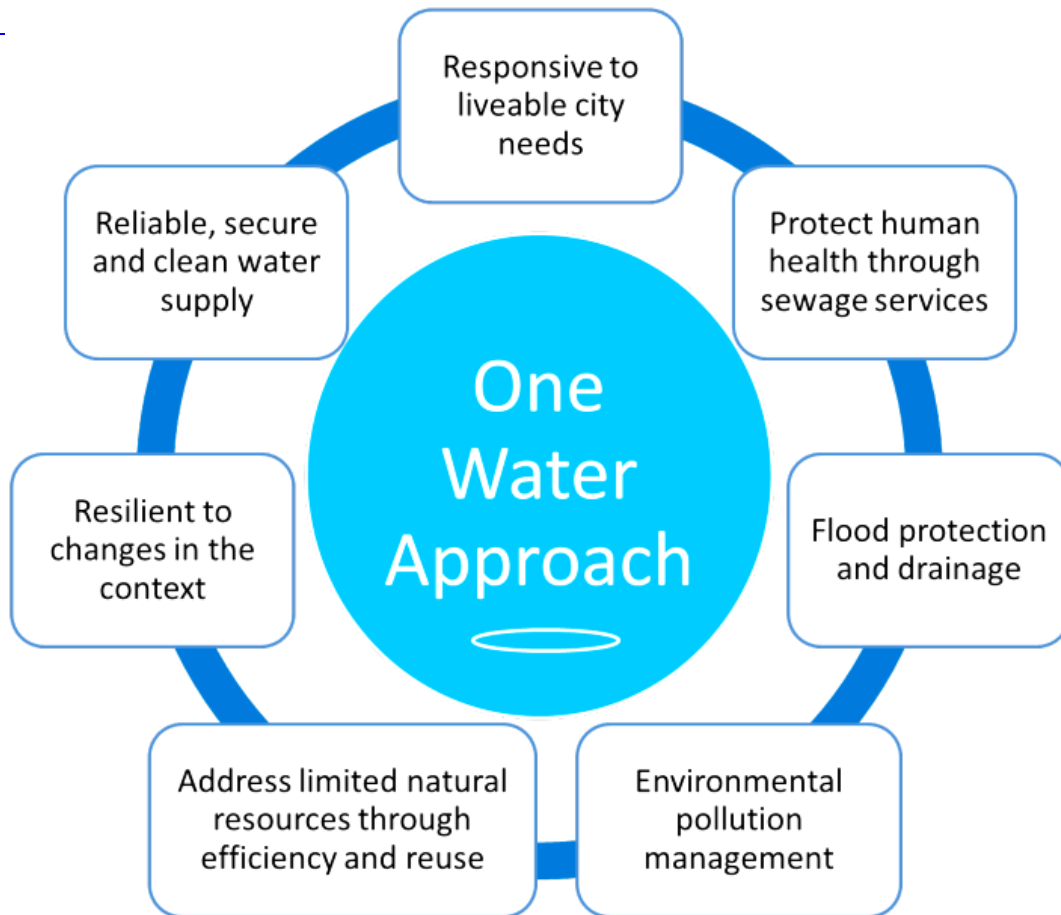 Responsive to
liveable city
needs
Protect human
health through
sewage services
Flood protection
and drainage
Environmental
pollution
management
Address limited natural
resources through
efficiency and reuse
Resilient to
changes in the
context
Reliable, secure
and clean water
supply
One
Water
Approach